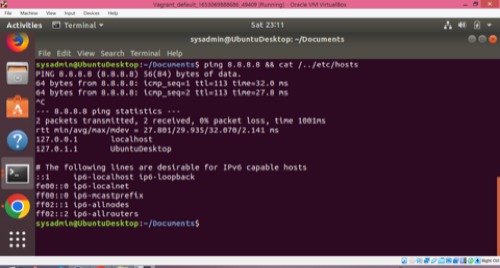 Vagrant_default_1453069888686_49409 (Documents) [Running] - Oracle VM VirtualBox
File Machine View Input Devices Help
Activities Terminal Sat 23:11
sysadmin@UbuntuDesktop: ~/Documents
File Edit View Search Terminal Help
sysadmin@UbuntuDesktop:~/Documents$ ping 8.8.8.8 && cat /../etc/hosts
PING 8.8.8.8 (8.8.8.8) 56(84) bytes of data.
64 bytes from 8.8.8.8: icmp_seq=1 ttl=113 time=32.0 ms
64 bytes from 8.8.8.8: icmp_seq=2 ttl=113 time=27.8 ms
^C
--- 8.8.8.8 ping statistics ---
2 packets transmitted, 2 received, 0% packet loss, time 1001ms
rtt min/avg/max/mdev = 27.801/29.935/32.070/2.141 ms
127.0.0.1 localhost
127.0.1.1 UbuntuDesktop
# The following lines are desirable for IPv6 capable hosts
::1 ip6-localhost ip6-loopback
fe00::0 ip6-localnet
ff00::0 ip6-mcastprefix
ff02::1 ip6-allnodes
ff02::2 ip6-allrouters
sysadmin@UbuntuDesktop:~/Documents$
Right Ctrl